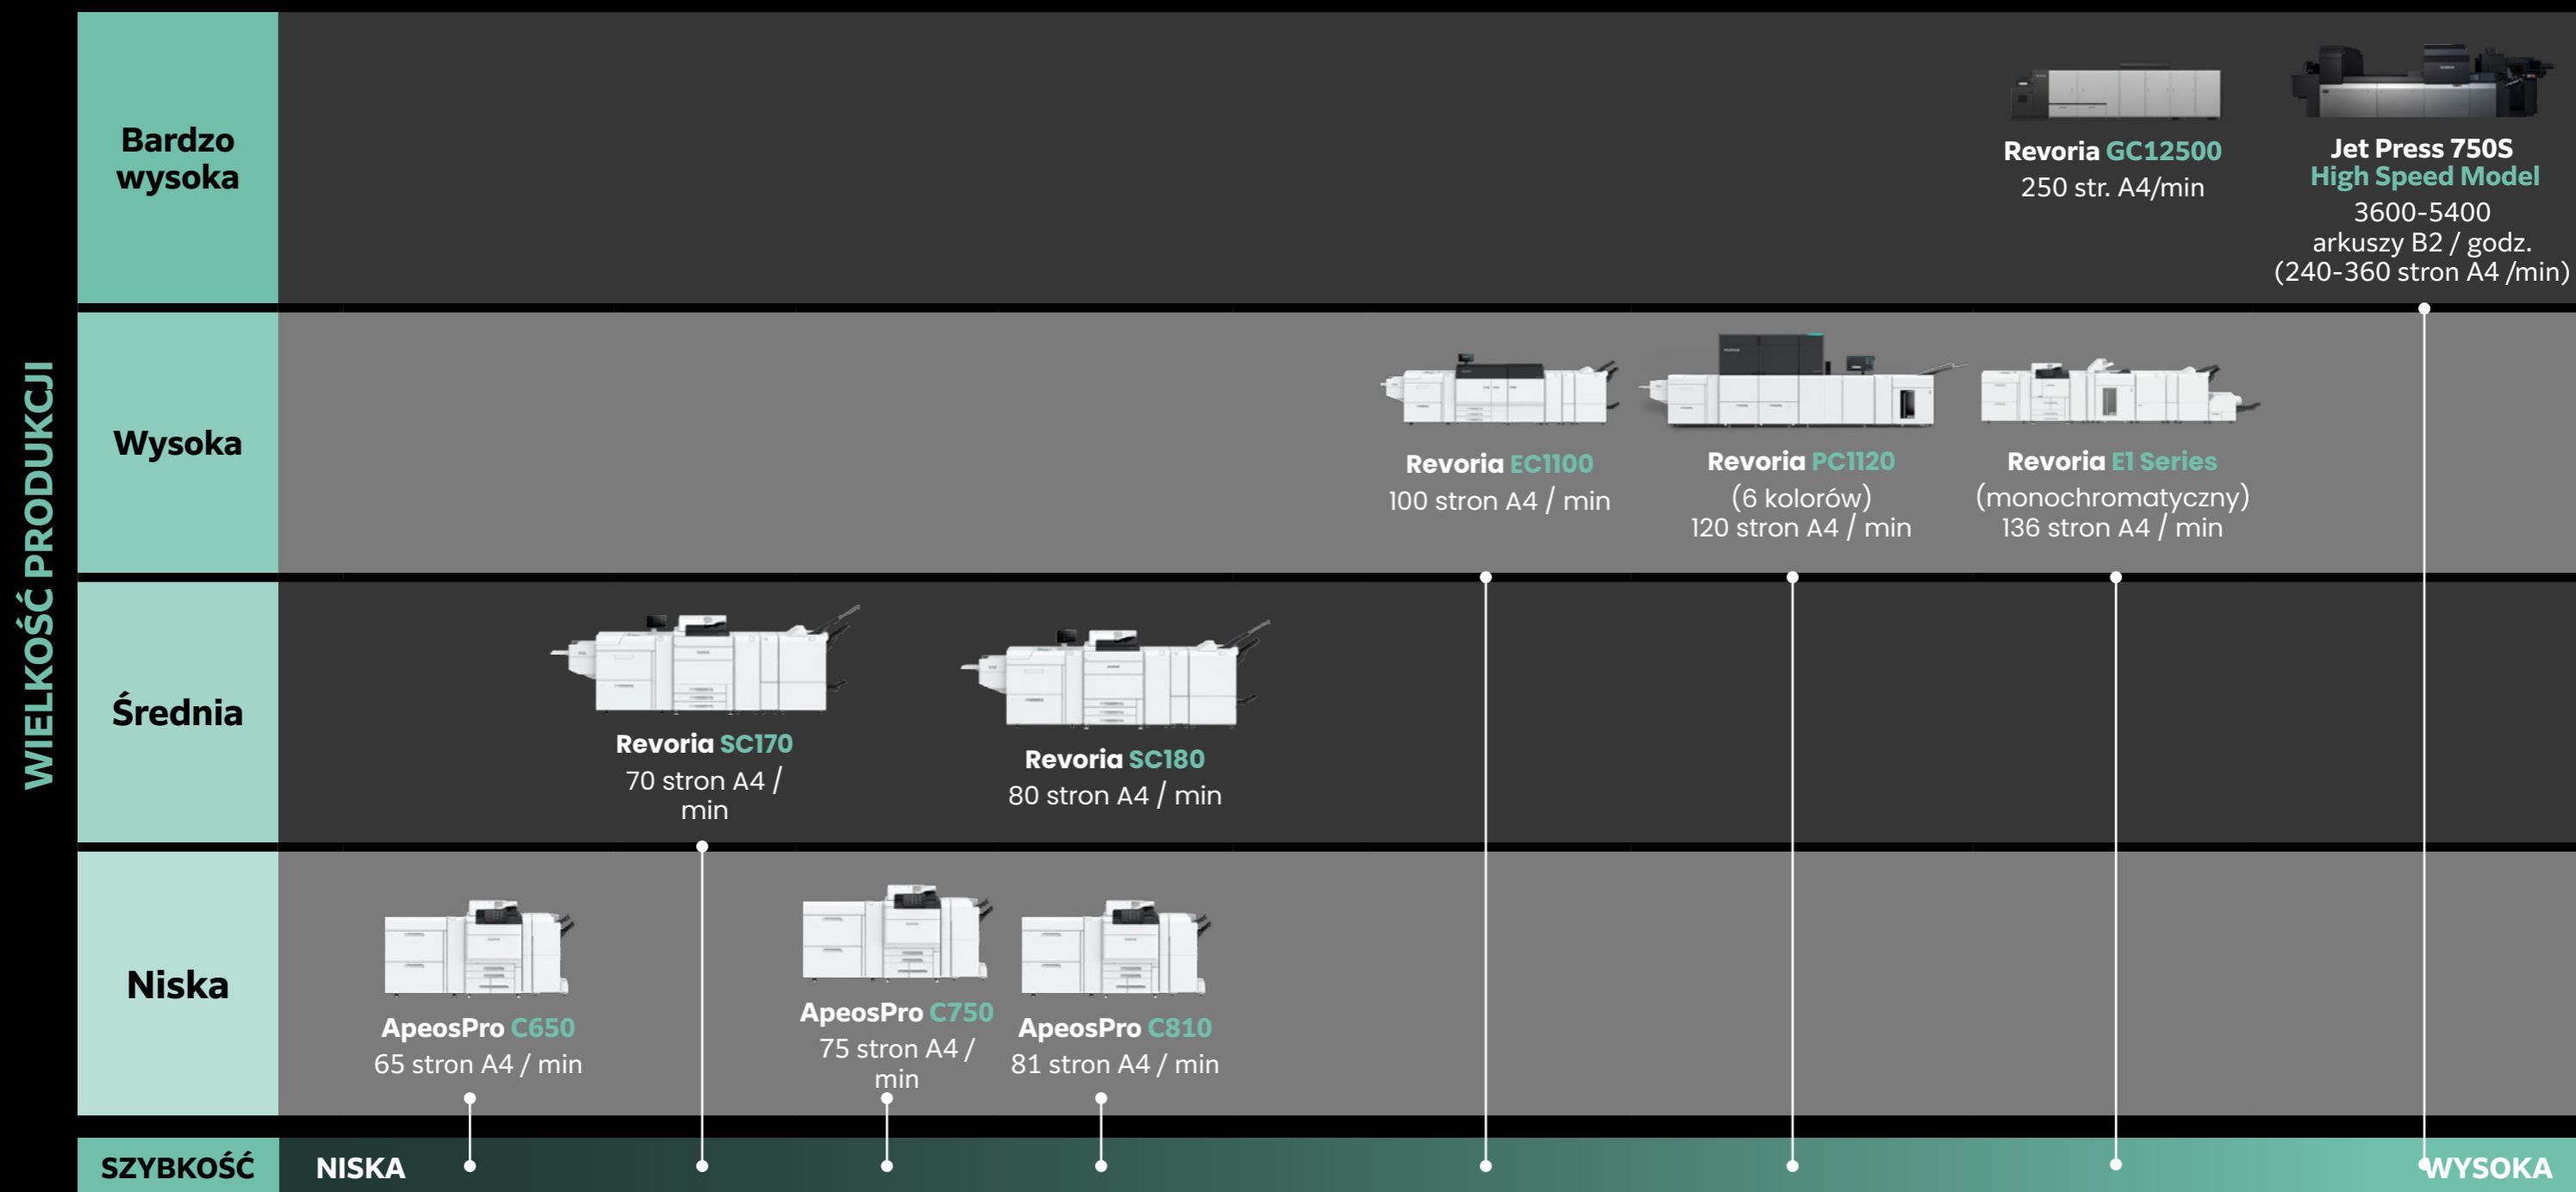 WIELKOŚĆ PRODUKCJI
Bardzo
wysoka
Revoria GC12500
250 str. A4/min
Jet Press 750S
High Speed Model
3600-5400
arkuszy B2 / godz.
(240-360 stron A4 /min)
Wysoka
Revoria EC1100
100 stron A4 / min
Revoria PC1120
(6 kolorów)
120 stron A4 / min
Revoria E1 Series
(monochromatyczny)
136 stron A4 / min
Średnia
Revoria SC170
70 stron A4 /
min
Revoria SC180
80 stron A4 / min
Niska
ApeosPro C650
65 stron A4 / min
ApeosPro C750
75 stron A4 /
min
ApeosPro C810
81 stron A4 / min
SZYBKOŚĆ
NISKA
WYSOKA